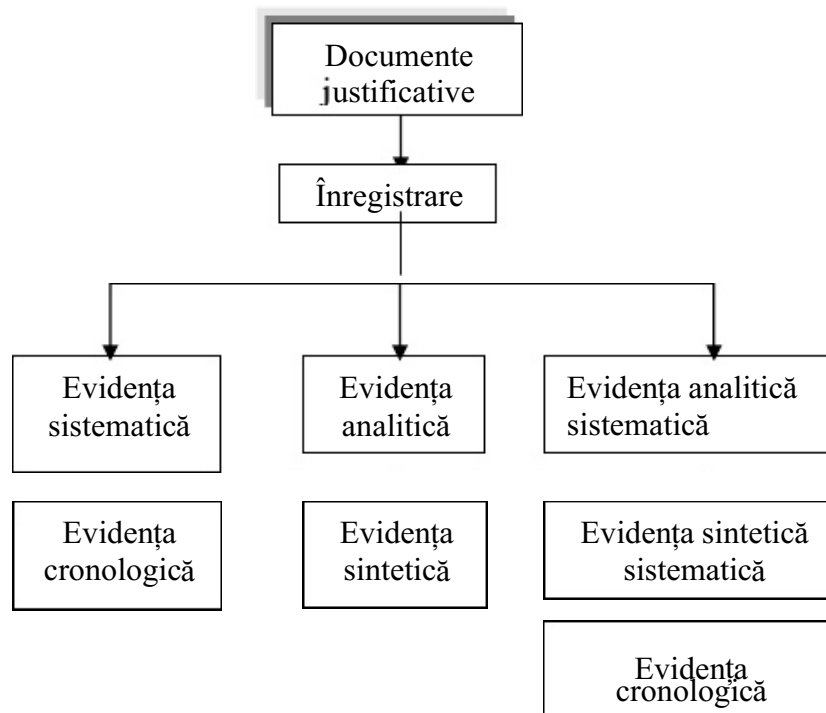 Documente
justificative
Înregistrare
Evidența
sistematică
Evidența
analitică
Evidența analitică
sistematică
Evidența
cronologică
Evidența
sintetică
Evidența sintetică
sistematică
Evidența
cronologică